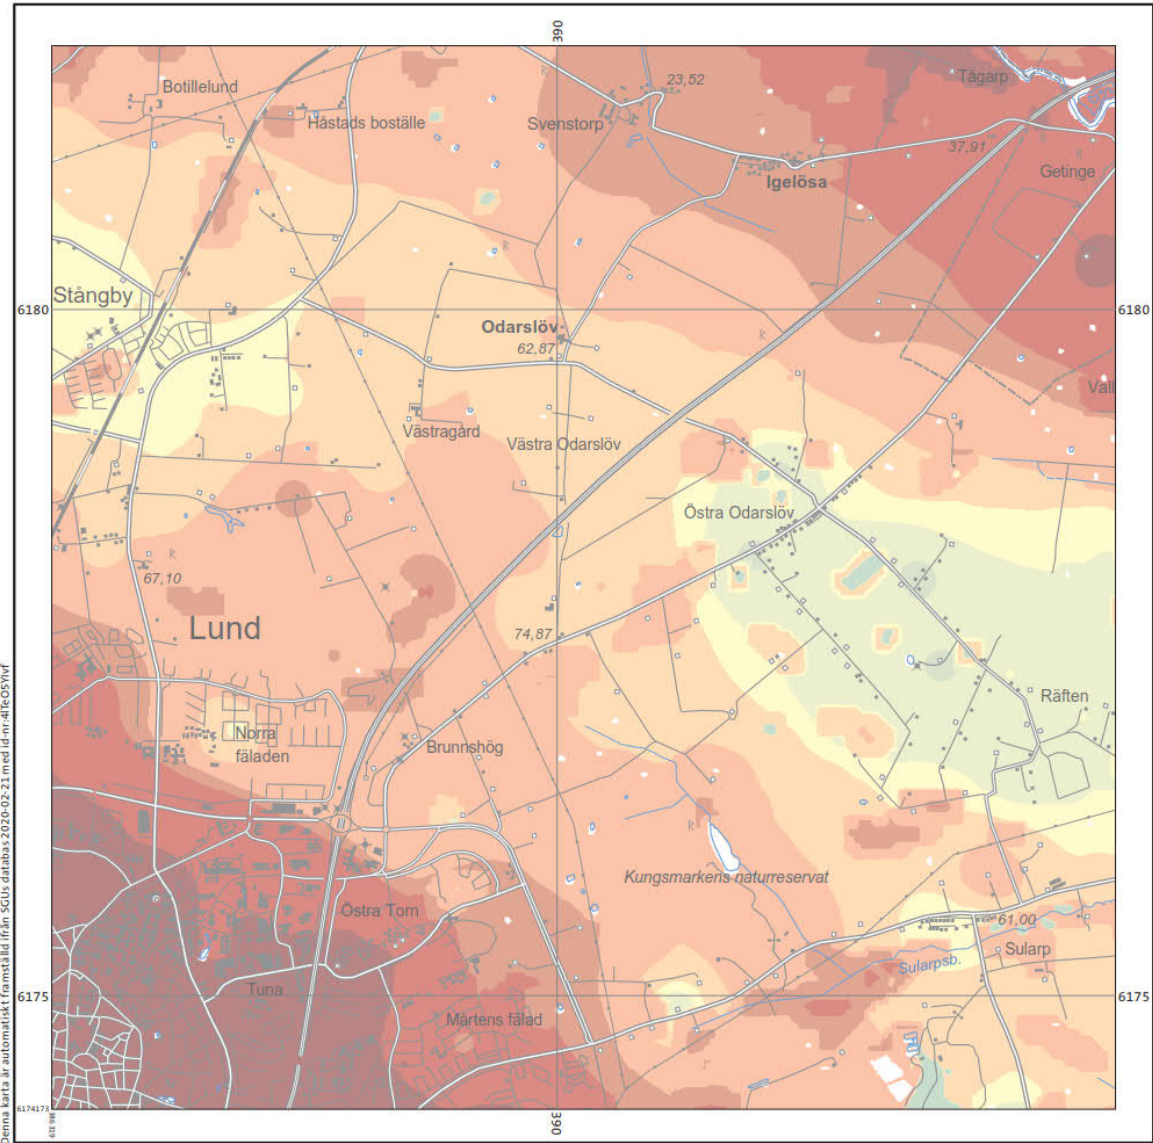 390
Botillelund
Håstads boställe
Svenstorp
23,52
Tågarp
37,91
Getinge
Igelösa
Stångby
6180
6180
Odarslöv
62,87
Väll
Västragård
Västra Odarslöv
Östra Odarslöv
67,10
Lund
74,87
Räften
Norra
fäladen
Brunnshög
Kungsmarkens naturreservat
Östra Torn
61,00
Sularp
Sularpsb.
Tuna
6175
6175
Mårtens fälad
6174173
390
Denna karta är automatiskt framställd ifrån SGUs databas 2020-02-21 med id-nr: